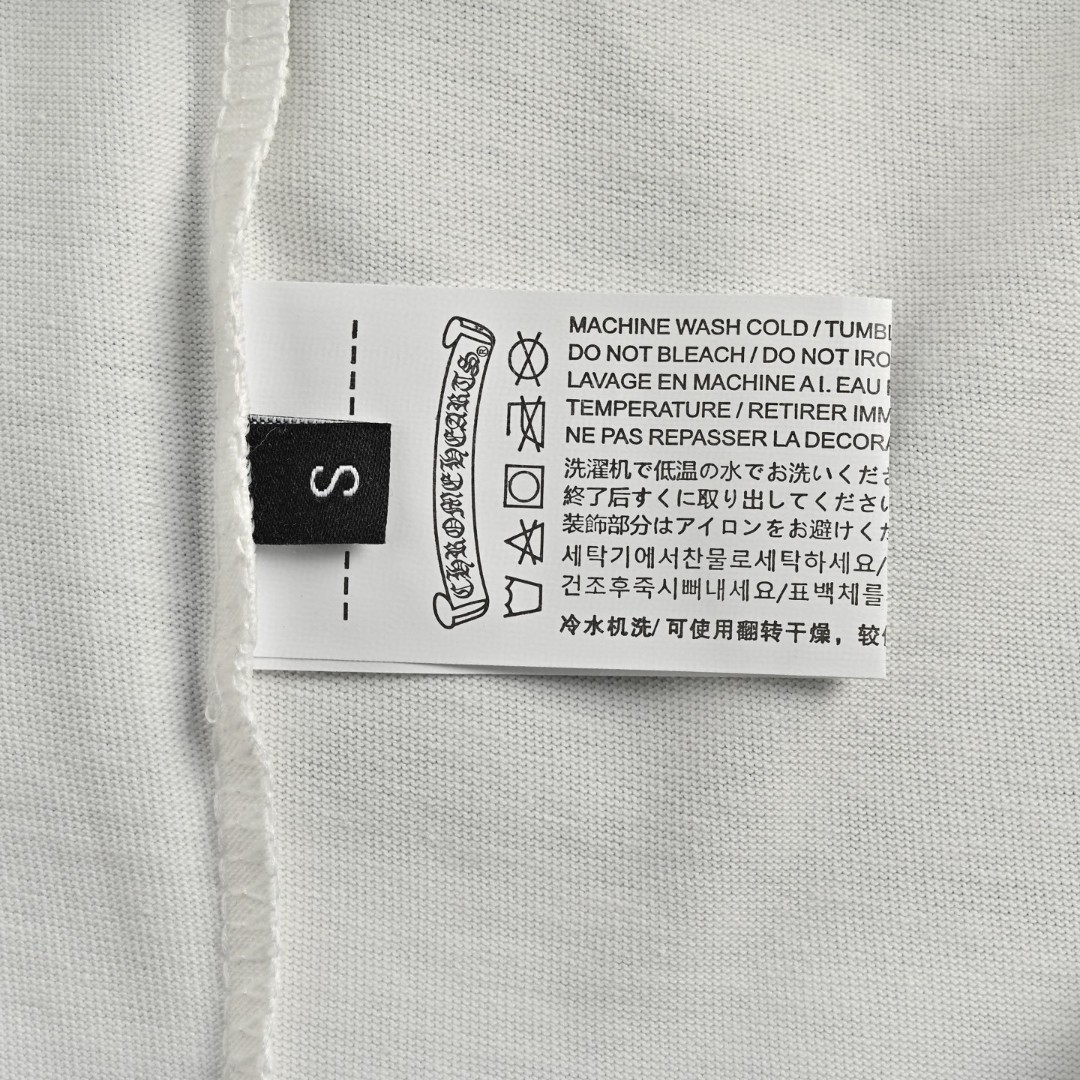 S
CHROME HEARTS®
MACHINE WASH COLD / TUMBL
DO NOT BLEACH / DO NOT IRO
LAVAGE EN MACHINE A I. EAU
TEMPERATURE / RETIRER IMM
NE PAS REPASSER LA DECORA
洗濯机で低温の水でお洗いくださ
終了后すくに取り出してください
装飾部分はアイロンをお避けくだ
세탁기에서찬물로세탁하세요/
건조후죽시빼내세요/표백체를
冷水机洗/可使用翻转干燥，较